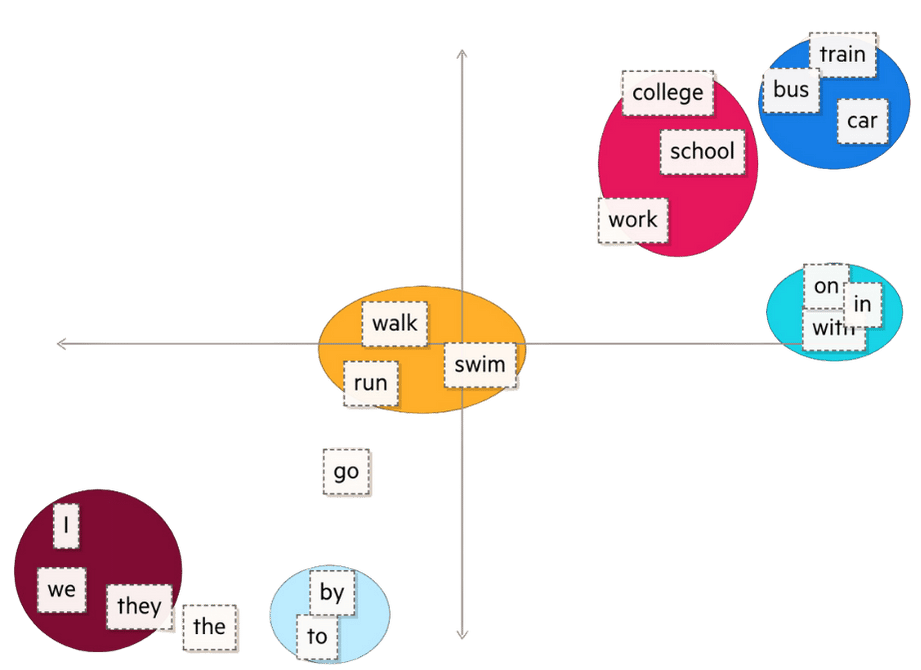 train
college
bus
car
school
work
on
in
with
walk
swim
run
go
I
we
they
by
the
to